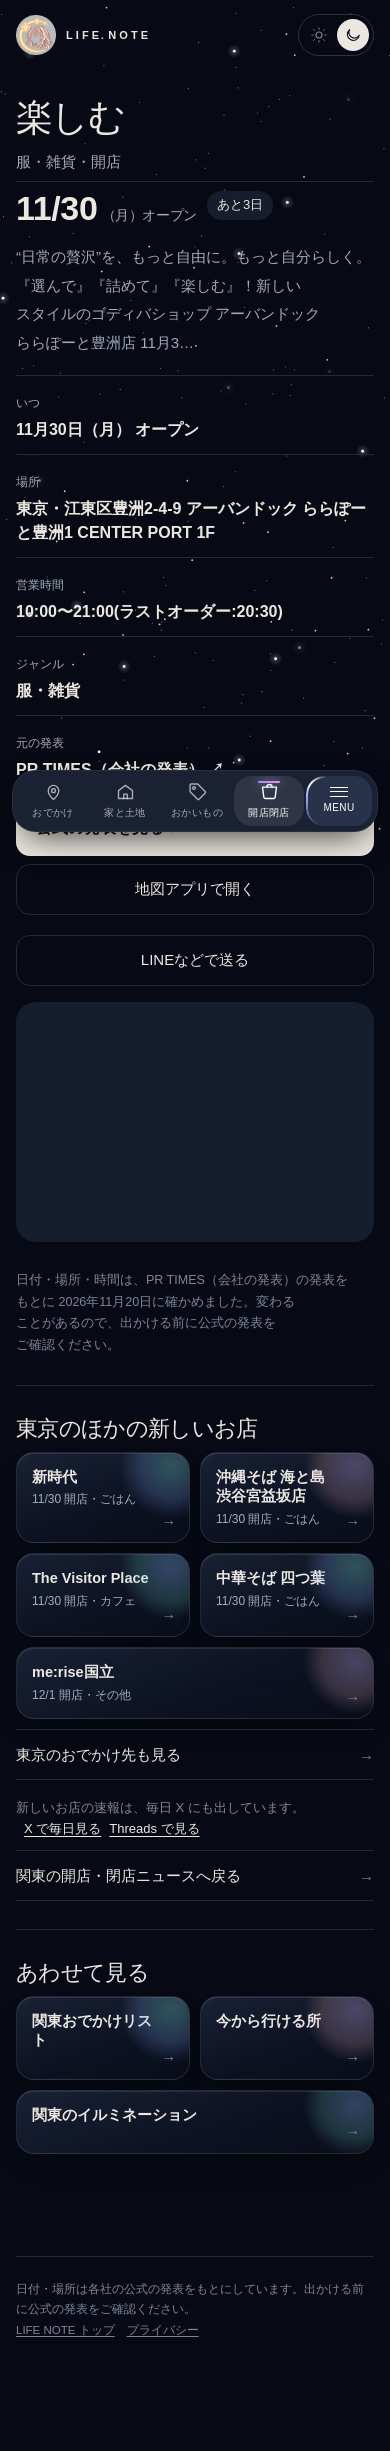 LIFE.NOTE
楽しむ
服・雑貨・開店
11/30 （月）オープン あと3日
“日常の贅沢”を、もっと自由に。もっと自分らしく。
『選んで』『詰めて』『楽しむ』！新しい
スタイルのゴディバショップ アーバンドック
ららぽーと豊洲店 11月3…
いつ
11月30日（月） オープン
場所
東京・江東区豊洲2-4-9 アーバンドック ららぽー
と豊洲1 CENTER PORT 1F
営業時間
10:00〜21:00(ラストオーダー:20:30)
ジャンル
服・雑貨
元の発表
PR TIMES（会社の発表） ↗
おでかけ
家と土地
おかいもの
開店閉店
MENU
地図アプリで開く
LINEなどで送る
日付・場所・時間は、PR TIMES（会社の発表）の発表を
もとに 2026年11月20日に確かめました。変わる
ことがあるので、出かける前に公式の発表を
ご確認ください。
東京のほかの新しいお店
新時代
11/30 開店・ごはん
→
沖縄そば 海と島
渋谷宮益坂店
11/30 開店・ごはん
→
The Visitor Place
11/30 開店・カフェ
→
中華そば 四つ葉
11/30 開店・ごはん
→
me:rise国立
12/1 開店・その他
→
東京のおでかけ先も見る →
新しいお店の速報は、毎日 X にも出しています。
X で毎日見る Threads で見る
関東の開店・閉店ニュースへ戻る →
あわせて見る
関東おでかけリス
ト
→
今から行ける所
→
関東のイルミネーション
→
日付・場所は各社の公式の発表をもとにしています。出かける前
に公式の発表をご確認ください。
LIFE NOTE トップ プライバシー